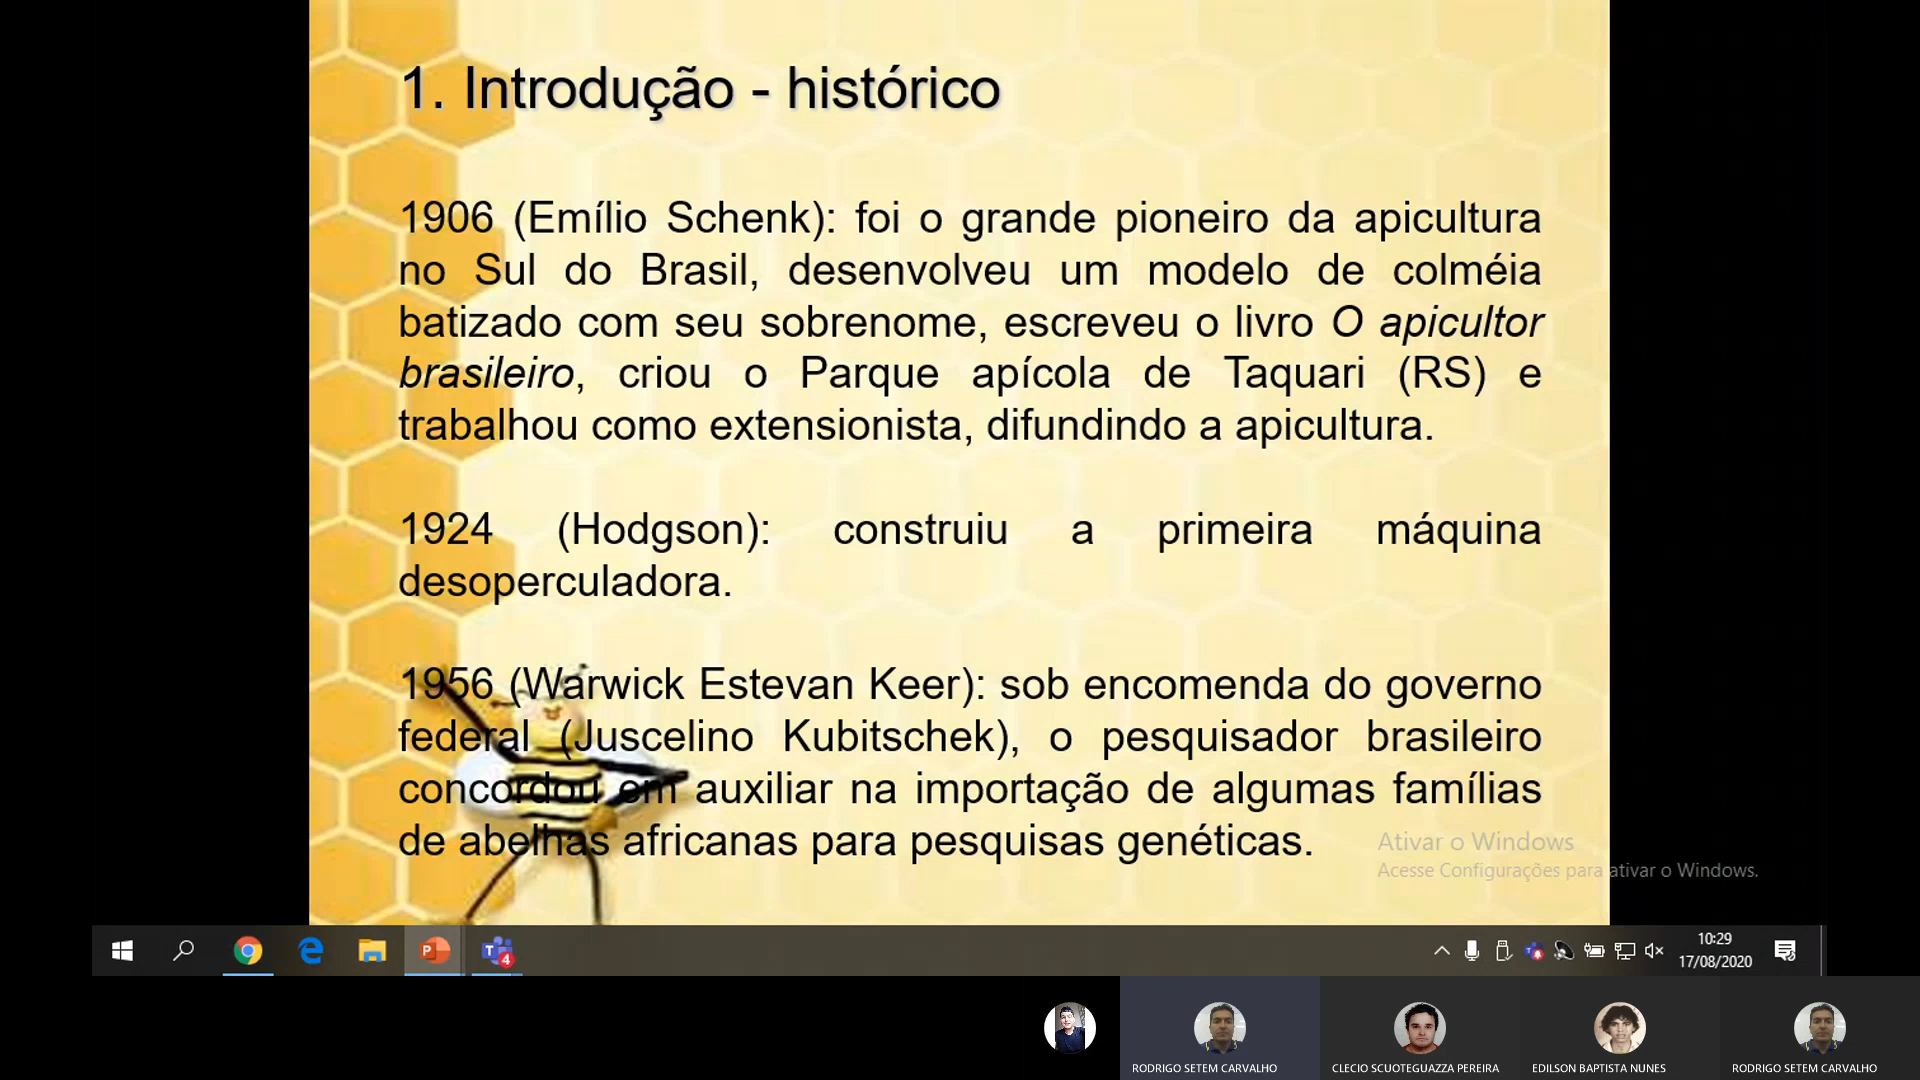 1. Introdução - histórico
1906 (Emílio Schenk): foi o grande pioneiro da apicultura
no Sul do Brasil, desenvolveu um modelo de colméia
batizado com seu sobrenome, escreveu o livro O apicultor
brasileiro, criou o Parque apícola de Taquari (RS) e
trabalhou como extensionista, difundindo a apicultura.
1924 (Hodgson): construiu a primeira máquina
desoperculadora.
1956 (Warwick Estevan Keer): sob encomenda do governo
federal (Juscelino Kubitschek), o pesquisador brasileiro
concordou em auxiliar na importação de algumas famílias
de abelhas africanas para pesquisas genéticas.
Ativar o Windows
Acesse Configurações para ativar o Windows.
P
T
4
10:29
17/08/2020
RODRIGO SETEM CARVALHO
CLECIO SCUOTEGUAZZA PEREIRA
EDILSON BAPTISTA NUNES
RODRIGO SETEM CARVALHO